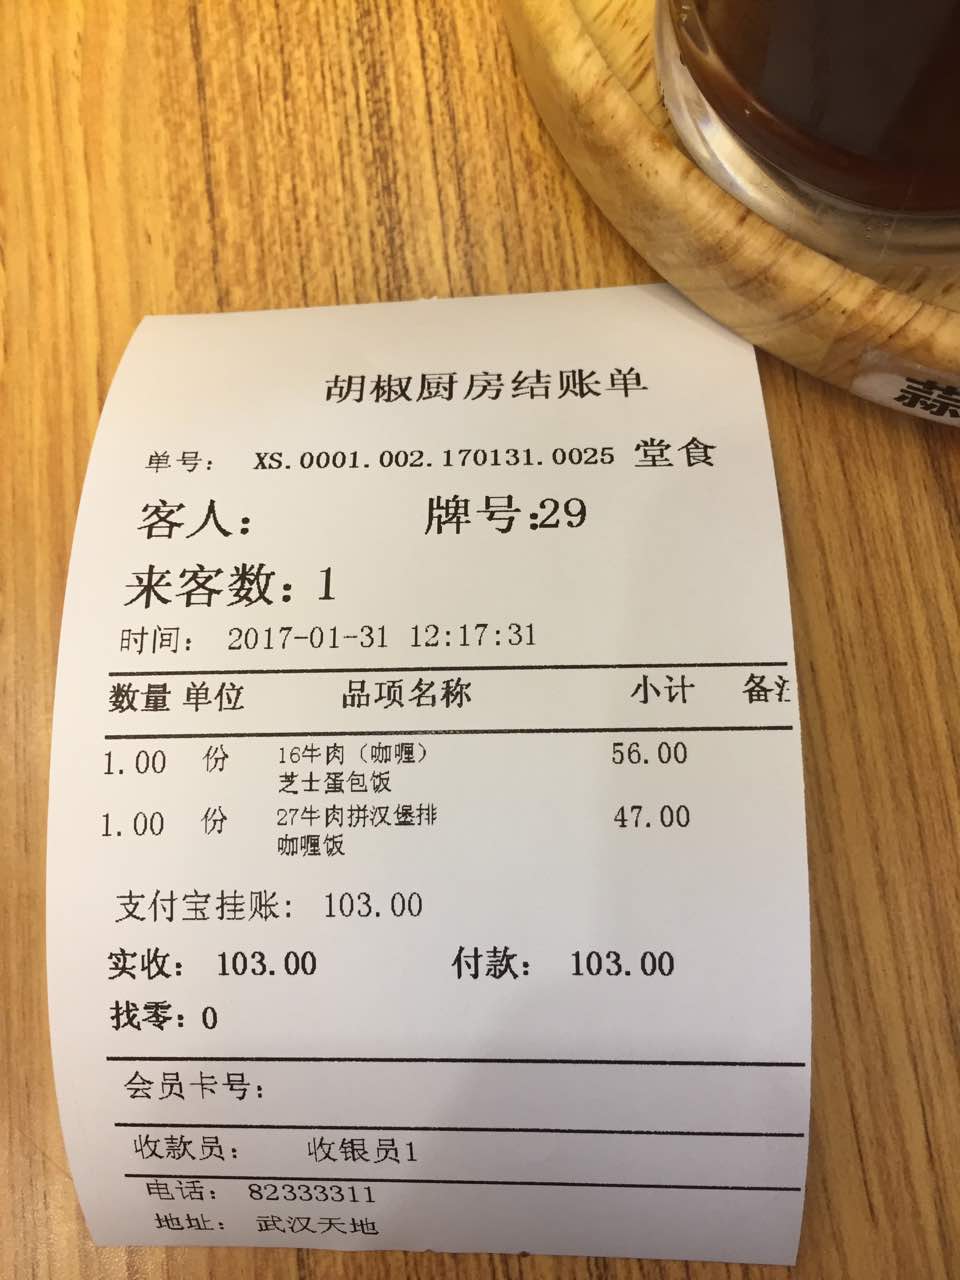 胡椒厨房结账单
单号： XS.0001.002.170131.0025 堂食
客人： 牌号:29
来客数：1
时间： 2017-01-31 12:17:31
数量 单位 品项名称 小计 备注
1.00 份 16牛肉（咖喱） 56.00
芝士蛋包饭
1.00 份 27牛肉拼汉堡排 47.00
咖喱饭
支付宝挂账: 103.00
实收： 103.00 付款： 103.00
找零：0
会员卡号：
收款员： 收银员1
电话： 82333311
地址： 武汉天地
蒜